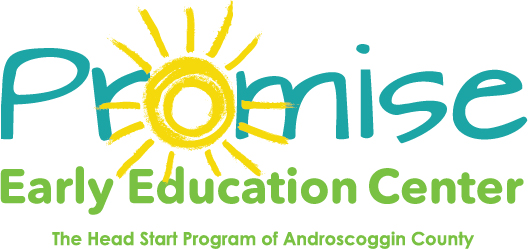 Promise
Early Education Center
The Head Start Program of Androscoggin County